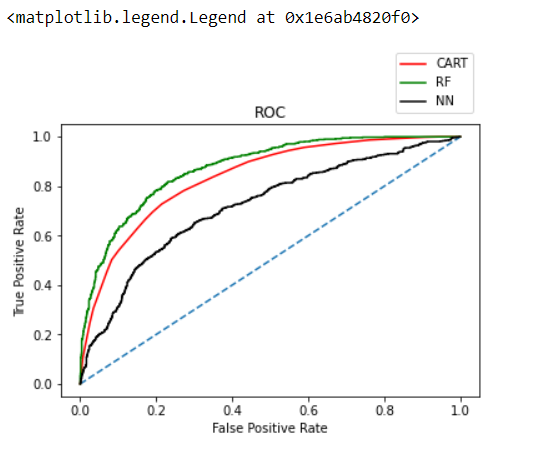 <matplotlib.legend.Legend at 0x1e6ab4820f0>
CART
RF
NN
ROC
1.0
0.8
0.6
0.4
0.2
0.0
True Positive Rate
0.0 0.2 0.4 0.6 0.8 1.0
False Positive Rate